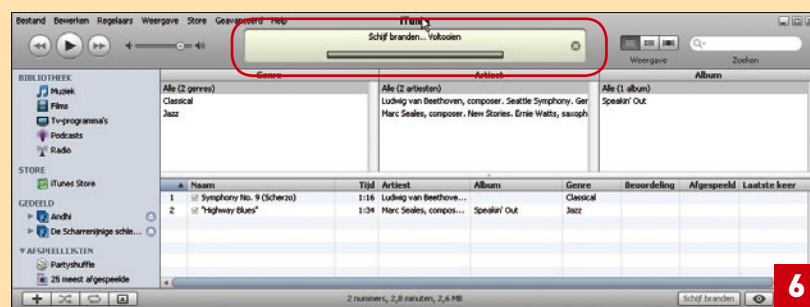 Bestand Bewerken Regelaars Weergave Store Geavanceerd Help
iTunes
Schijf branden... Voltooien
Weergave
Zoeken
BIBLIOTHEEK
Muziek
Films
Tv-programma's
Podcasts
Radio
STORE
iTunes Store
GEDEELD
Andhi
De Scharrenijnige schle...
AFSPEELLIJSTEN
Partyshuffle
25 meest afgespeelde
Genre
Alle (2 genres)
Classical
Jazz
Artiest
Alle (2 artiesten)
Ludwig van Beethoven, composer. Seattle Symphony. Ger
Marc Seales, composer. New Stories. Ernie Watts, saxoph
Album
Alle (1 album)
Speakin' Out
Naam Tijd Artiest Album Genre Beoordeling Afgespeeld Laatste keer
1 Symphony No. 9 (Scherzo) 1:16 Ludwig van Beethove... Classical
2 "Highway Blues" 1:34 Marc Seales, compos... Speakin' Out Jazz
2 nummers, 2,8 minuten, 2,6 MB
Schijf branden
6